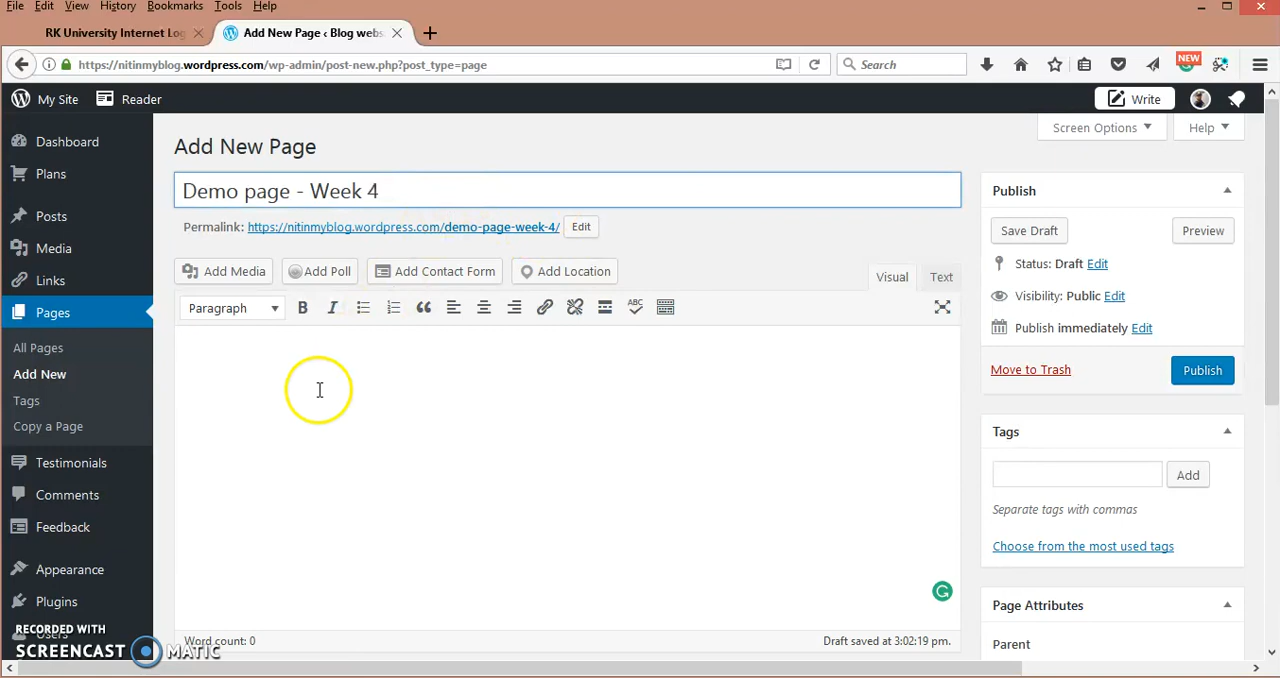 File Edit View History Bookmarks Tools Help
RK University Internet Log
Add New Page ‹ Blog webs
https://nitinmyblog.wordpress.com/wp-admin/post-new.php?post_type=page
Search
NEW
My Site Reader Write
Screen Options Help
Dashboard
Plans
Posts
Media
Links
Pages
All Pages
Add New
Tags
Copy a Page
Testimonials
Comments
Feedback
Appearance
Plugins
Users
Add New Page
Demo page - Week 4
Permalink: https://nitinmyblog.wordpress.com/demo-page-week-4/ Edit
Add Media Add Poll Add Contact Form Add Location
Visual Text
Paragraph B I ABC
Word count: 0 Draft saved at 3:02:19 pm.
Publish
Save Draft Preview
Status: Draft Edit
Visibility: Public Edit
Publish immediately Edit
Move to Trash Publish
Tags
Add
Separate tags with commas
Choose from the most used tags
Page Attributes
Parent
RECORDED WITH
SCREENCAST MATIC